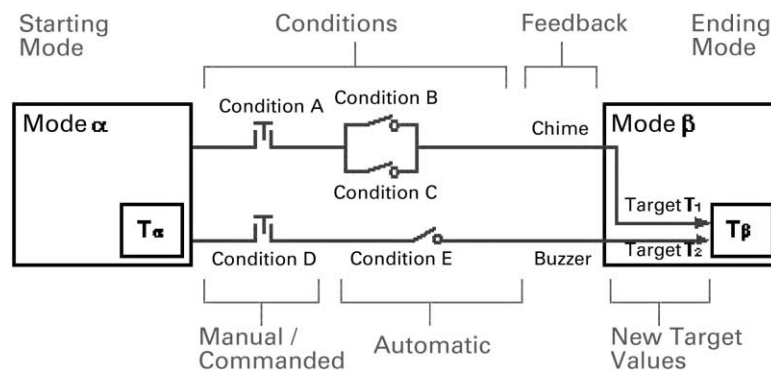 Starting
Mode
Conditions
Feedback
Ending
Mode
Mode α
Condition A
Condition B
Chime
Mode β
Condition C
Target T₁
Tα
Tβ
Target T₂
Condition D
Condition E
Buzzer
Manual /
Commanded
Automatic
New Target
Values